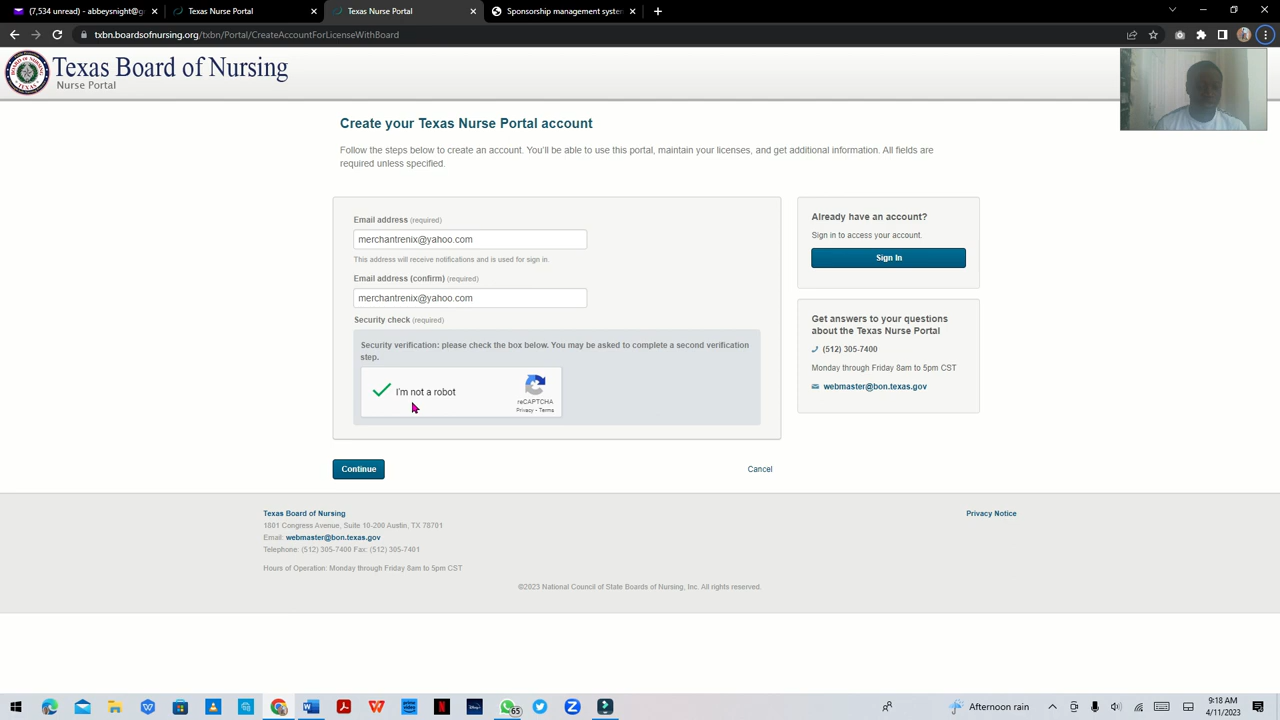 (7,534 unread) - abbeysng@y
Sponsorship management syste
txbn.boardsofnursing.org/txbn/Portal/CreateAccountForLicenseWithBoard
Texas Board of Nursing
Nurse Portal
Create your Texas Nurse Portal account
Follow the steps below to create an account. You'll be able to use this portal, maintain your licenses, and get additional information. All fields are
required unless specified.
Email address (required)
merchantrenix@yahoo.com
This address will receive notifications and is used for sign in.
Email address (confirm) (required)
merchantrenix@yahoo.com
Security check (required)
Security verification: please check the box below. You may be asked to complete a second verification
step.
I'm not a robot
reCAPTCHA
Privacy - Terms
Continue
Cancel
Already have an account?
Sign in to access your account.
Sign In
Get answers to your questions
about the Texas Nurse Portal
(512) 305-7400
Monday through Friday 8am to 5pm CST
webmaster@bon.texas.gov
Texas Board of Nursing
1801 Congress Avenue, Suite 10-200 Austin, TX 78701
Email: webmaster@bon.texas.gov
Telephone: (512) 305-7400 Fax: (512) 305-7401
Hours of Operation: Monday through Friday 8am to 5pm CST
Privacy Notice
©2023 National Council of State Boards of Nursing, Inc. All rights reserved.
65
Afternoon rain
9:18 AM
4/11/2023